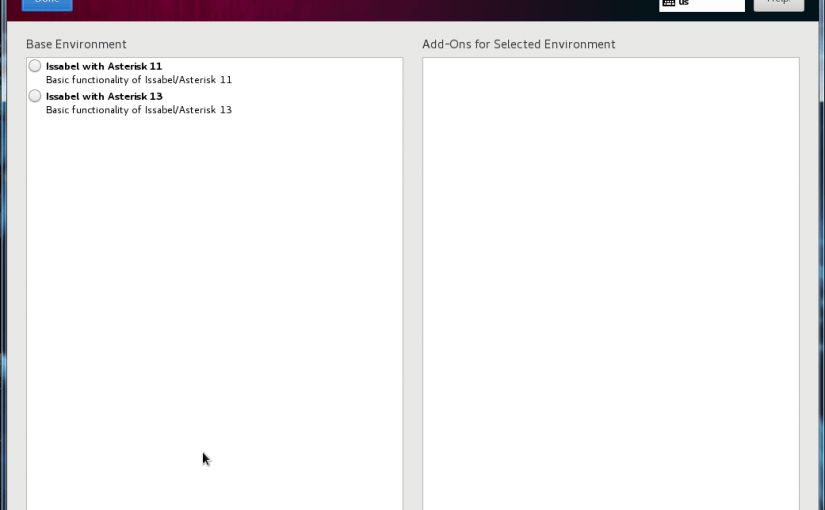 Done
us
Help!
Base Environment
Add-Ons for Selected Environment
Issabel with Asterisk 11
Basic functionality of Issabel/Asterisk 11
Issabel with Asterisk 13
Basic functionality of Issabel/Asterisk 13